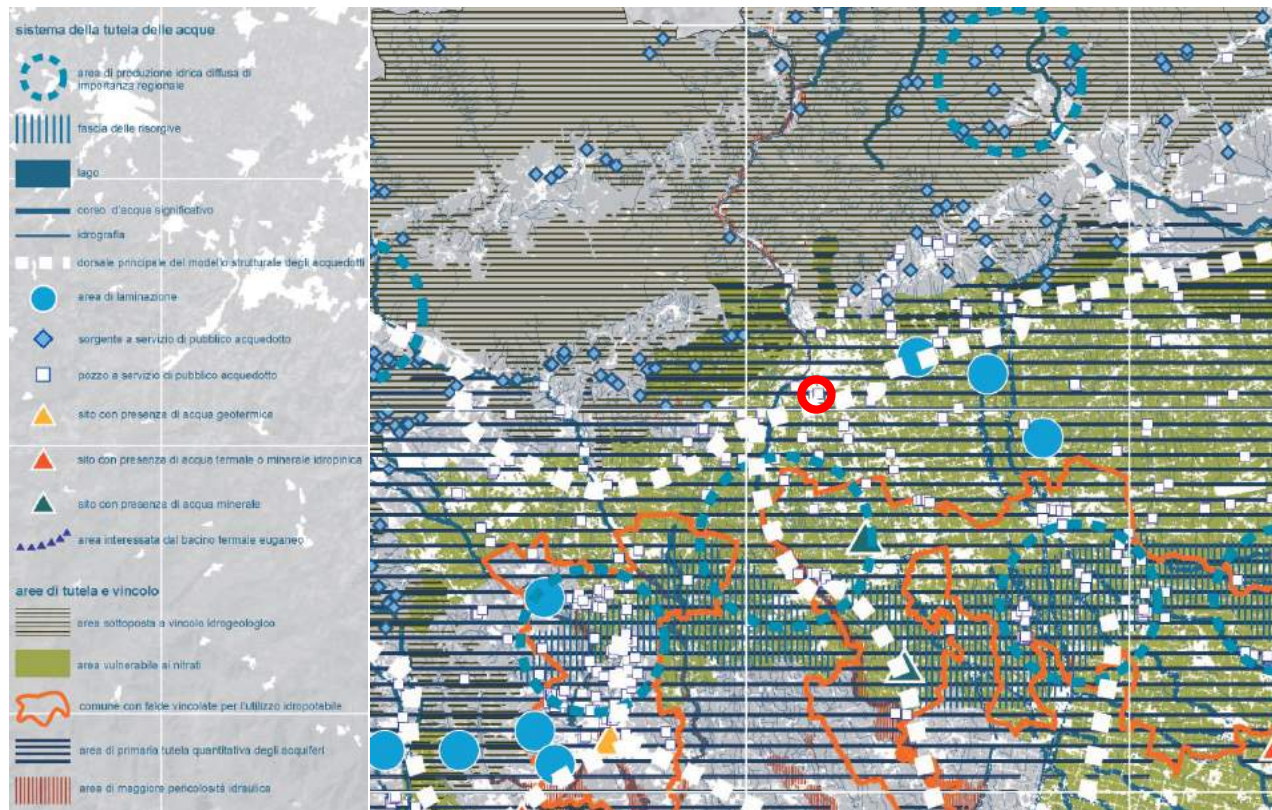 sistema della tutela delle acque
area di produzione idrica diffusa di
importanza regionale
fascia delle risorgive
lago
corso d'acqua significativo
idrografia
dorsale principale del modello strutturale degli acquedotti
area di laminazione
sorgente a servizio di pubblico acquedotto
pozzo a servizio di pubblico acquedotto
sito con presenza di acqua geotermica
sito con presenza di acqua termale o minerale idropinica
sito con presenza di acqua minerale
area interessata dal bacino termale euganeo
aree di tutela e vincolo
area sottoposta a vincolo idrogeologico
area vulnerabile ai nitrati
comune con falde vincolate per l'utilizzo idropotabile
area di primaria tutela quantitativa degli acquiferi
area di maggiore pericolosità idraulica